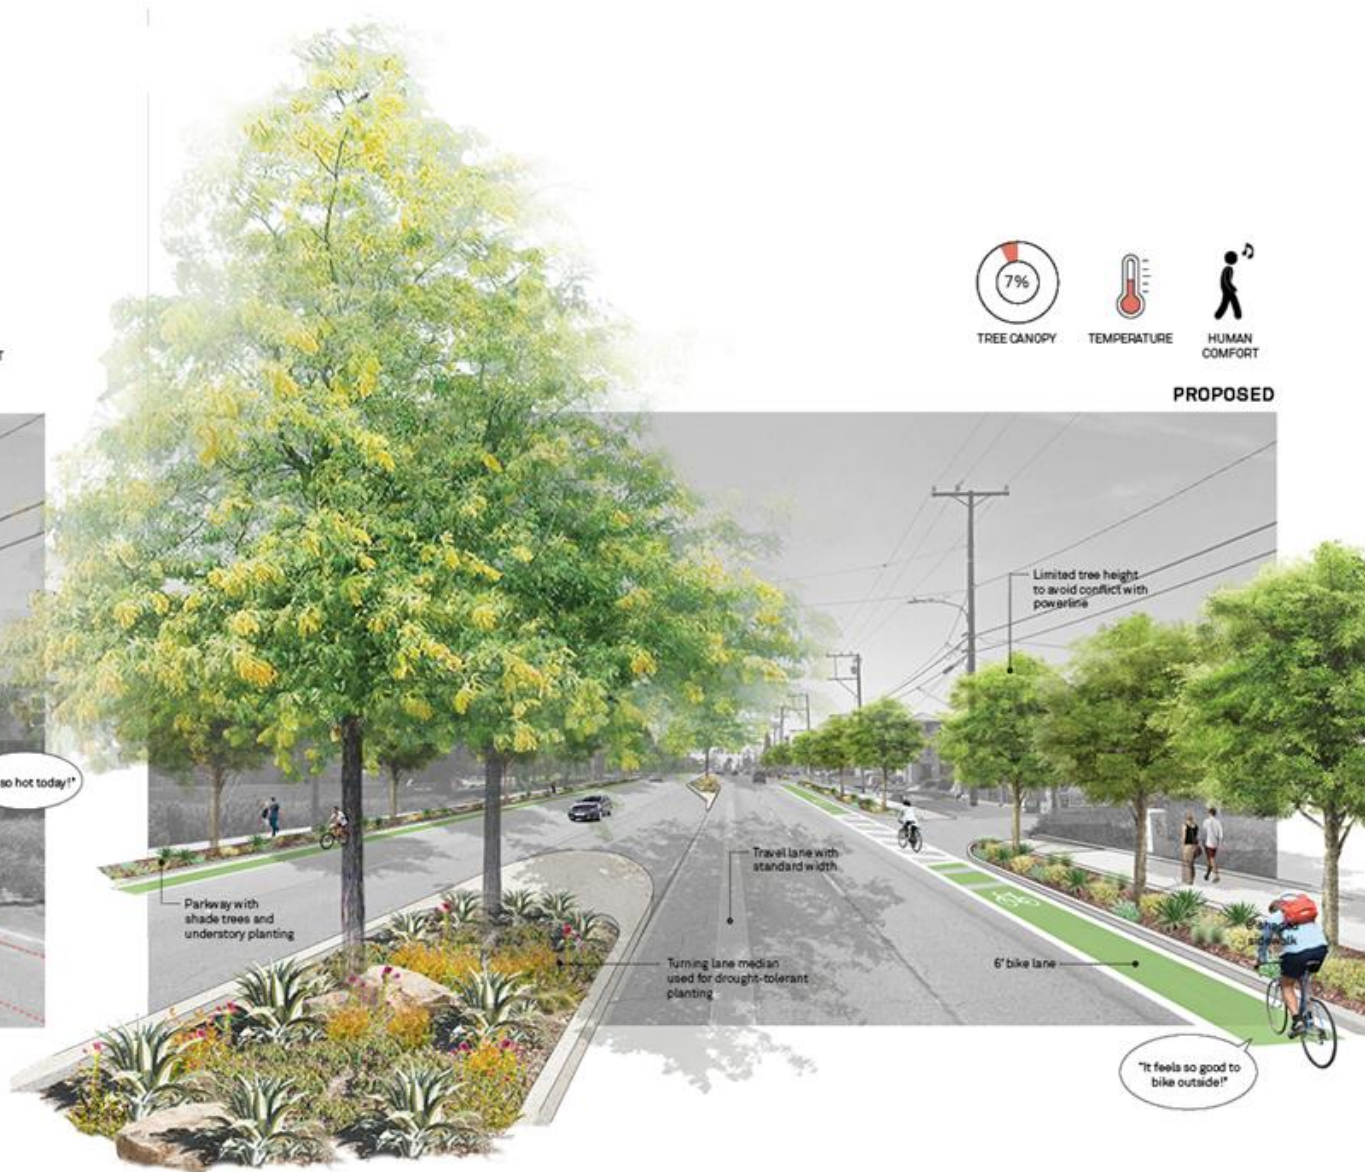 7%
TREE CANOPY
TEMPERATURE
HUMAN
COMFORT
T
PROPOSED
Limited tree height
to avoid conflict with
powerline
so hot today!"
Travel lane with
standard width
Parkway with
shade trees and
understory planting
shaded
sidewalk
Turning lane median
used for drought-tolerant
planting
6' bike lane
"It feels so good to
bike outside!"